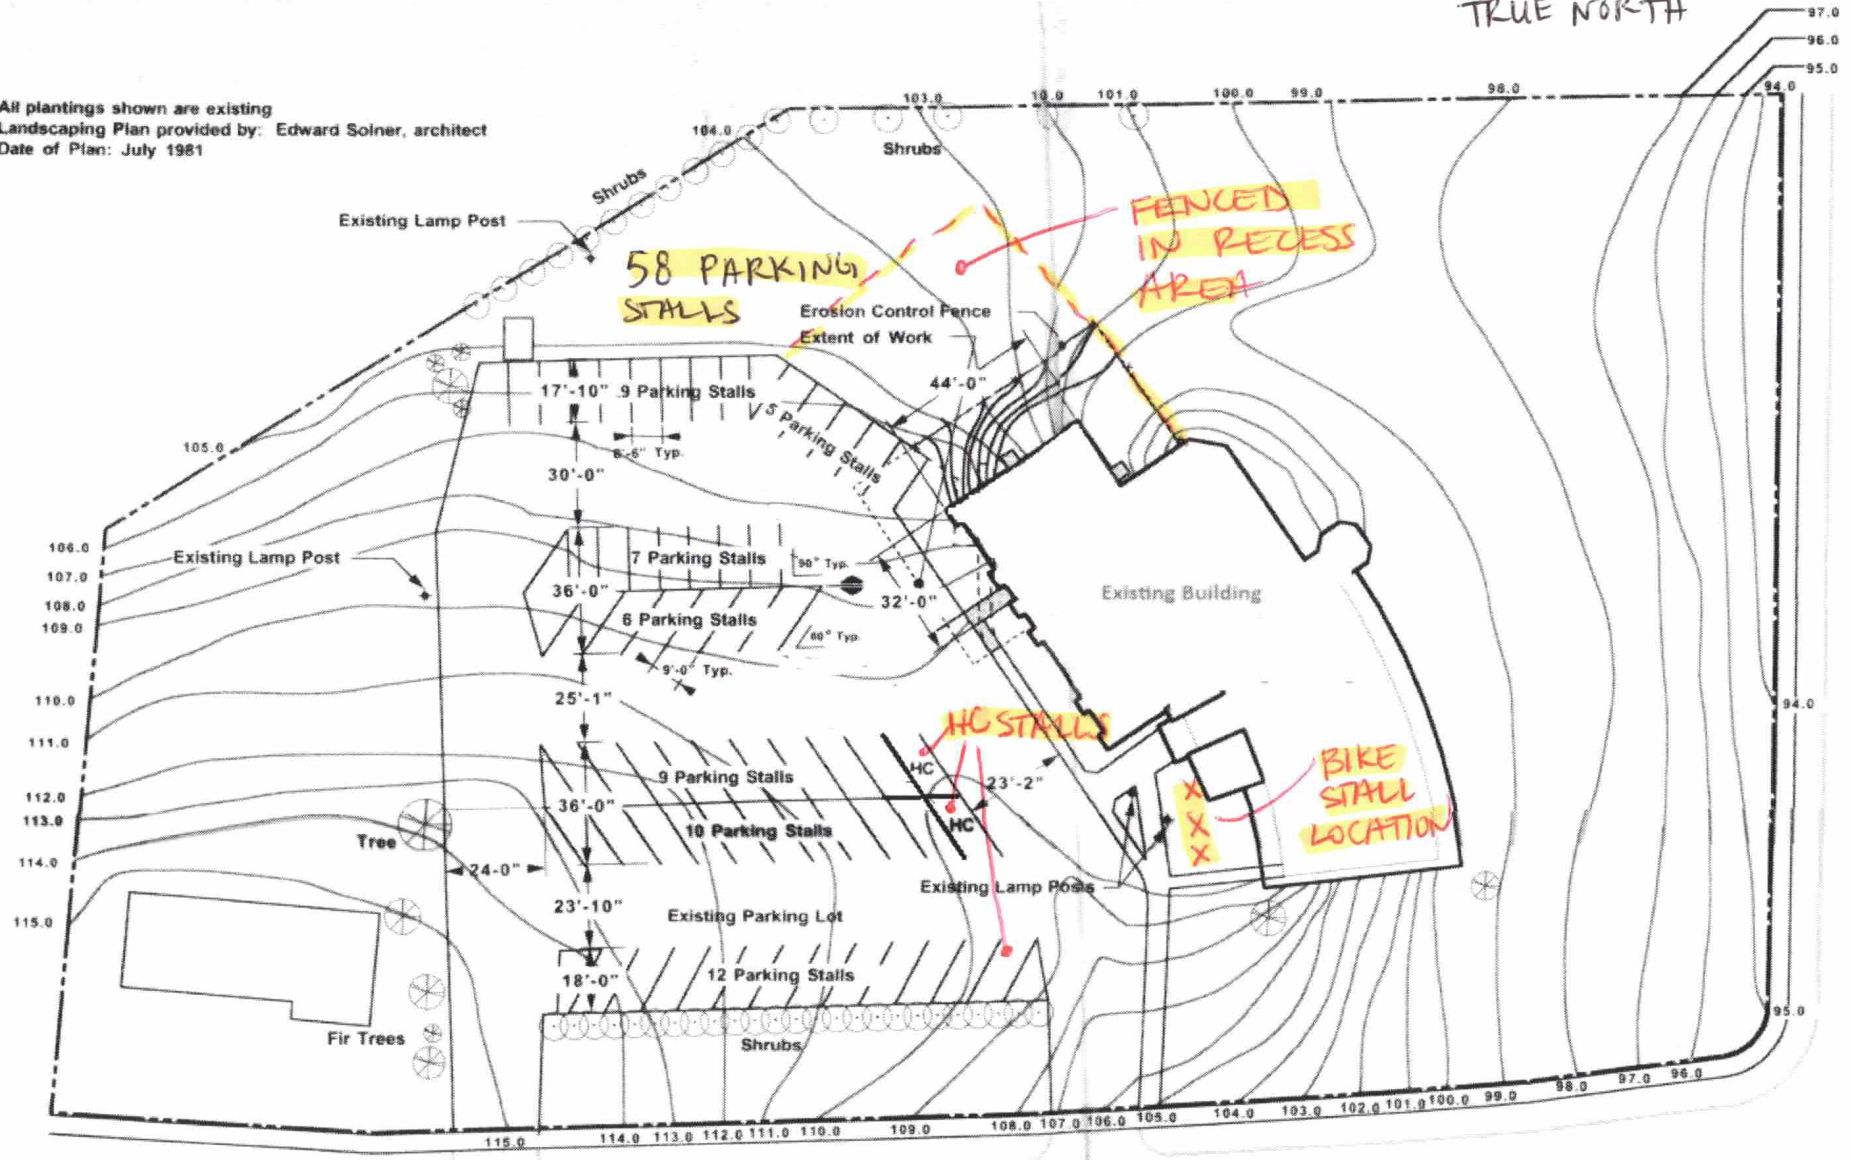 TRUE NORTH
97.0
96.0
95.0
94.0
103.0
10.0
101.0
100.0
99.0
98.0
All plantings shown are existing
Landscaping Plan provided by: Edward Solner, architect
Date of Plan: July 1981
104.0
Shrubs
Shrubs
Existing Lamp Post
FENCED
IN RECESS
AREA
58 PARKING
STALLS
Erosion Control Fence
Extent of Work
44'-0"
17'-10"
9 Parking Stalls
5 Parking Stalls
105.0
8'-6" Typ.
30'-0"
106.0
107.0
108.0
109.0
Existing Lamp Post
7 Parking Stalls
90° Typ.
36'-0"
32'-0"
Existing Building
6 Parking Stalls
60° Typ.
9'-0" Typ.
25'-1"
110.0
111.0
94.0
HC STALLS
HC
23'-2"
9 Parking Stalls
BIKE
STALL
LOCATION
X
X
X
112.0
113.0
114.0
115.0
36'-0"
10 Parking Stalls
HC
Tree
24'-0"
Existing Lamp Posts
23'-10"
Existing Parking Lot
12 Parking Stalls
18'-0"
Fir Trees
Shrubs
95.0
115.0
114.0
113.0
112.0
111.0
110.0
109.0
108.0
107.0
106.0
105.0
104.0
103.0
102.0
101.0
100.0
99.0
98.0
97.0
96.0